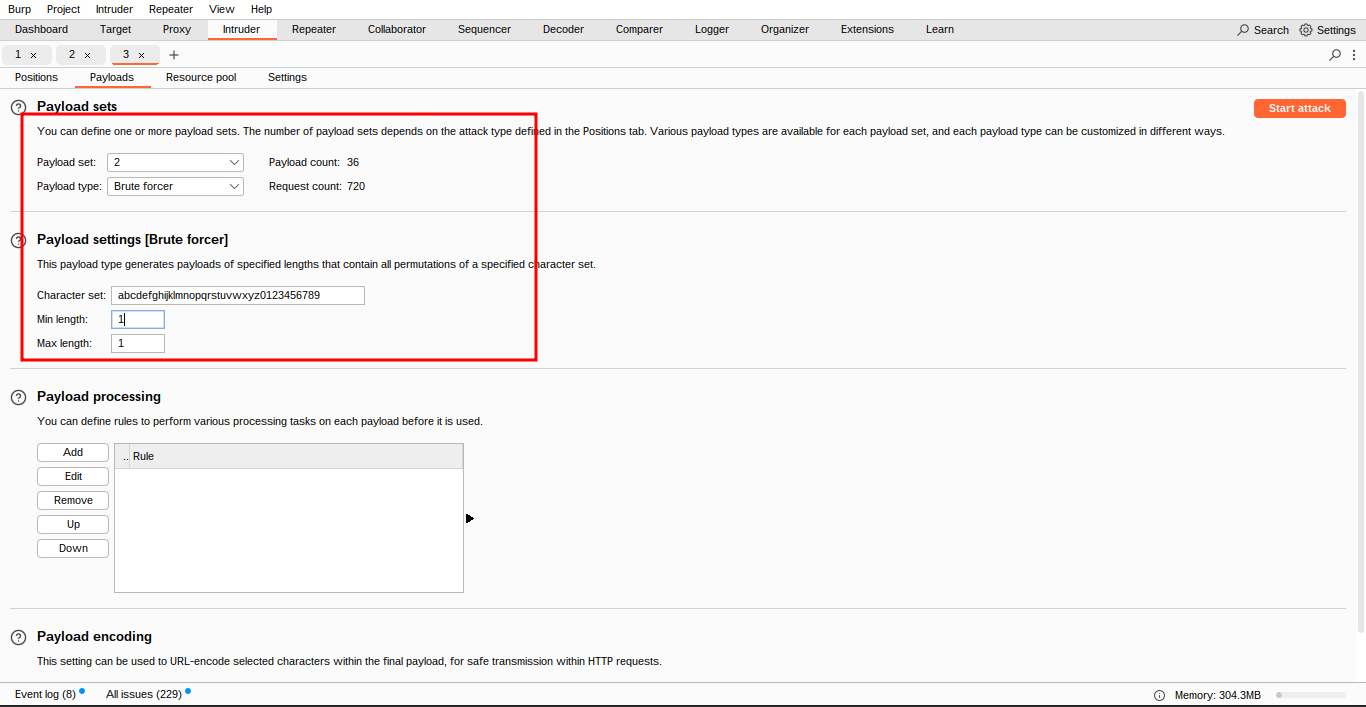 Burp Project Intruder Repeater View Help
Dashboard Target Proxy Intruder Repeater Collaborator Sequencer Decoder Comparer Logger Organizer Extensions Learn Search Settings
1 × 2 × 3 × +
Positions Payloads Resource pool Settings
? Payload sets Start attack
You can define one or more payload sets. The number of payload sets depends on the attack type defined in the Positions tab. Various payload types are available for each payload set, and each payload type can be customized in different ways.
Payload set: 2 Payload count: 36
Payload type: Brute forcer Request count: 720
? Payload settings [Brute forcer]
This payload type generates payloads of specified lengths that contain all permutations of a specified character set.
Character set: abcdefghijklmnopqrstuvwxyz0123456789
Min length: 1
Max length: 1
? Payload processing
You can define rules to perform various processing tasks on each payload before it is used.
Add .. Rule
Edit
Remove
Up
Down
? Payload encoding
This setting can be used to URL-encode selected characters within the final payload, for safe transmission within HTTP requests.
Event log (8) All issues (229) Memory: 304.3MB